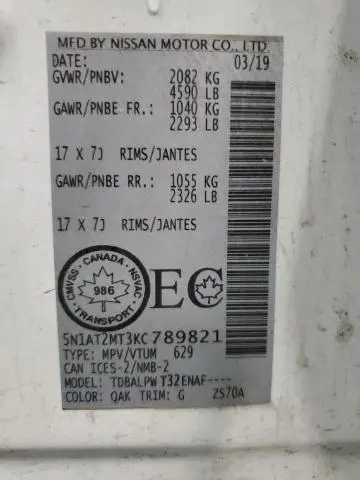 MFD BY NISSAN MOTOR CO., LTD.
DATE: 03/19
GVWR/PNBV: 2082 KG
4590 LB
GAWR/PNBE FR.: 1040 KG
2293 LB
17 X 7J RIMS/JANTES
GAWR/PNBE RR.: 1055 KG
2326 LB
17 X 7J RIMS/JANTES
CANADA
CMVSS 986 NSVAC
TRANSPORT
EC
5N1AT2MT3KC789821
TYPE: MPV/VTUM 629
CAN ICES-2/NMB-2
MODEL: TDBALPWT32ENAF----
COLOR: QAK TRIM: G ZS70A